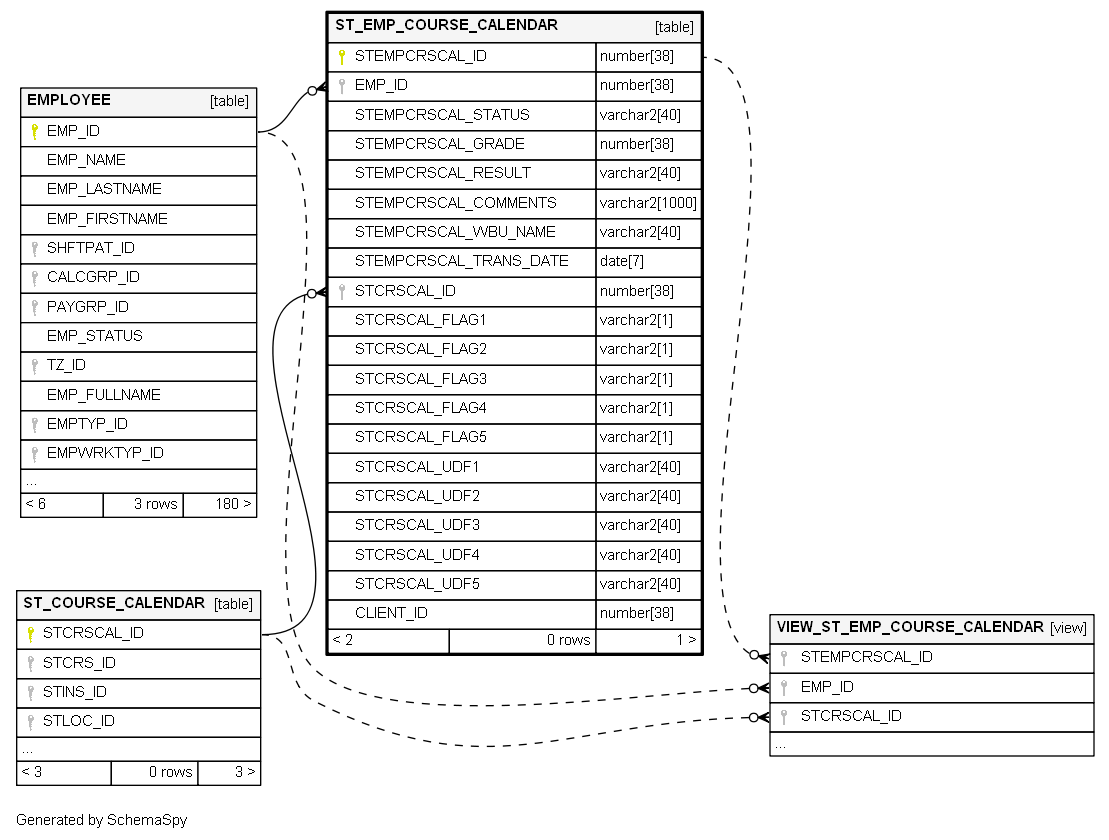 ST_EMP_COURSE_CALENDAR [table]
STEMPCRSCAL_ID number[38]
EMP_ID number[38]
STEMPCRSCAL_STATUS varchar2[40]
STEMPCRSCAL_GRADE number[38]
STEMPCRSCAL_RESULT varchar2[40]
STEMPCRSCAL_COMMENTS varchar2[1000]
STEMPCRSCAL_WBU_NAME varchar2[40]
STEMPCRSCAL_TRANS_DATE date[7]
STCRSCAL_ID number[38]
STCRSCAL_FLAG1 varchar2[1]
STCRSCAL_FLAG2 varchar2[1]
STCRSCAL_FLAG3 varchar2[1]
STCRSCAL_FLAG4 varchar2[1]
STCRSCAL_FLAG5 varchar2[1]
STCRSCAL_UDF1 varchar2[40]
STCRSCAL_UDF2 varchar2[40]
STCRSCAL_UDF3 varchar2[40]
STCRSCAL_UDF4 varchar2[40]
STCRSCAL_UDF5 varchar2[40]
CLIENT_ID number[38]
< 2 0 rows 1 >
EMPLOYEE [table]
EMP_ID
EMP_NAME
EMP_LASTNAME
EMP_FIRSTNAME
SHFTPAT_ID
CALCGRP_ID
PAYGRP_ID
EMP_STATUS
TZ_ID
EMP_FULLNAME
EMPTYP_ID
EMPWRKTYP_ID
...
< 6 3 rows 180 >
ST_COURSE_CALENDAR [table]
STCRSCAL_ID
STCRS_ID
STINS_ID
STLOC_ID
...
< 3 0 rows 3 >
VIEW_ST_EMP_COURSE_CALENDAR [view]
STEMPCRSCAL_ID
EMP_ID
STCRSCAL_ID
...
Generated by SchemaSpy